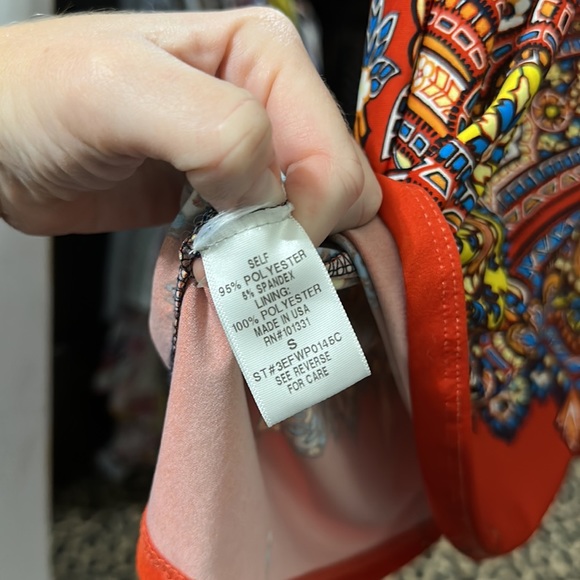 SELF
95% POLYESTER
5% SPANDEX
LINING:
100% POLYESTER
MADE IN USA
RN#101331
S
ST#3EFWP0145C
SEE REVERSE
FOR CARE